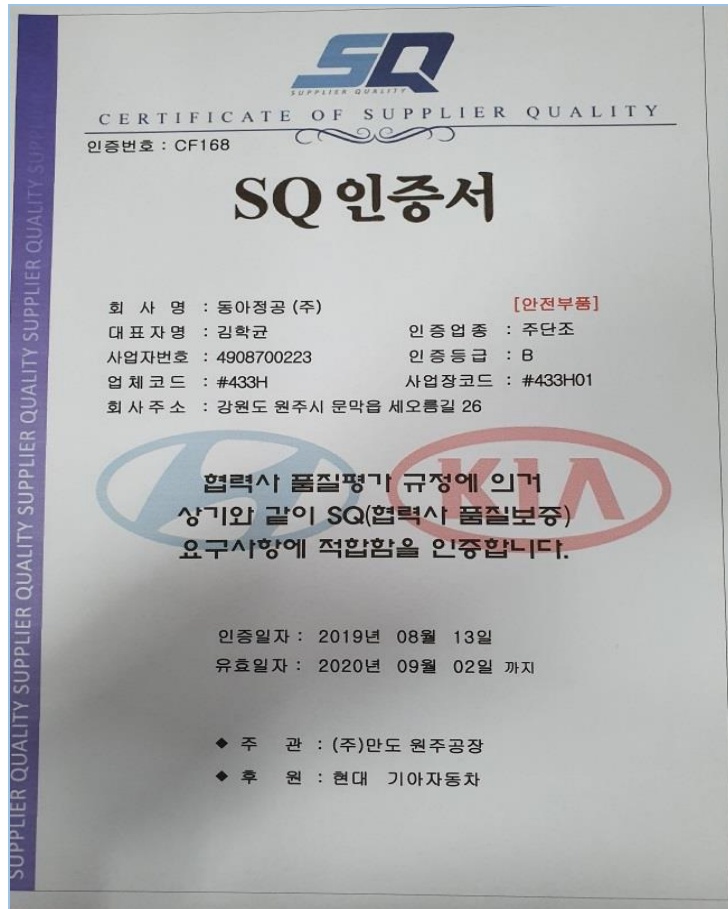 SQ
SUPPLIER QUALITY
CERTIFICATE OF SUPPLIER QUALITY
인증번호 : CF168
SQ 인증서
회 사 명 : 동아정공 (주) [안전부품]
대표자명 : 김학균 인증업종 : 주단조
사업자번호 : 4908700223 인증등급 : B
업체코드 : #433H 사업장코드 : #433H01
회사주소 : 강원도 원주시 문막읍 세오름길 26
KIA
협력사 품질평가 규정에 의거
상기와 같이 SQ(협력사 품질보증)
요구사항에 적합함을 인증합니다.
인증일자 : 2019년 08월 13일
유효일자 : 2020년 09월 02일 까지
◆ 주 관 : (주)만도 원주공장
◆ 후 원 : 현대 기아자동차
SUPPLIER QUALITY SUPPLIER QUALITY SUPPLIER QUALITY SUPPLIER QUALITY SUPPLIER QUALITY SUPP